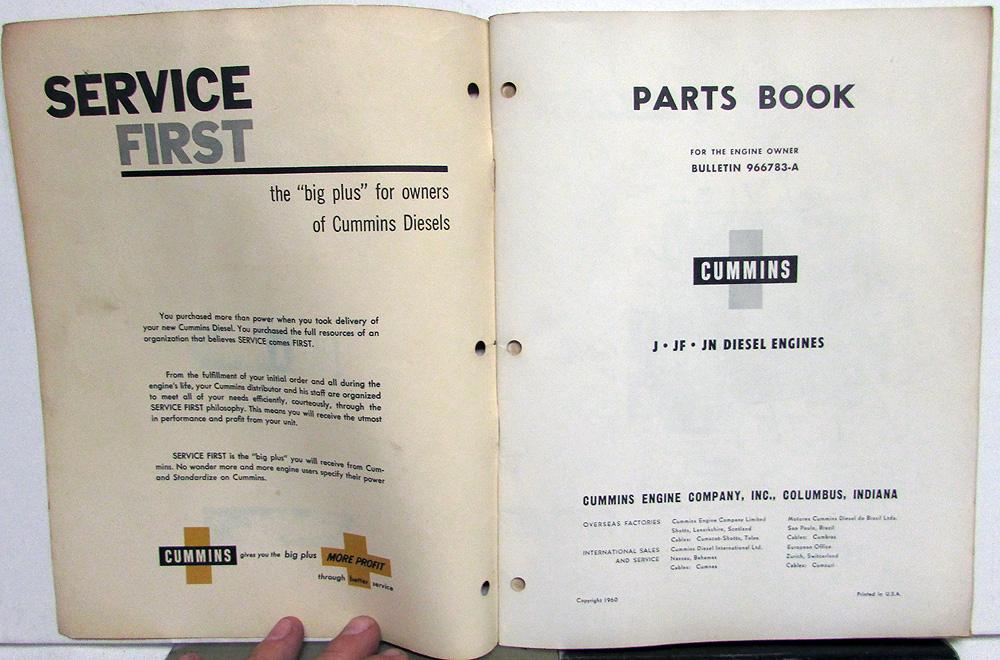 SERVICE
FIRST
the "big plus" for owners
of Cummins Diesels
You purchased more than power when you took delivery of
your new Cummins Diesel. You purchased the full resources of an
organization that believes SERVICE comes FIRST.
From the fulfillment of your initial order and all during the
engine's life, your Cummins distributor and his staff are organized
to meet all of your needs efficiently, courteously, through the
SERVICE FIRST philosophy. This means you will receive the utmost
in performance and profit from your unit.
SERVICE FIRST is the "big plus" you will receive from Cum-
mins. No wonder more and more engine users specify their power
and Standardize on Cummins.
CUMMINS gives you the big plus MORE PROFIT
through better service
PARTS BOOK
FOR THE ENGINE OWNER
BULLETIN 966783-A
CUMMINS
J • JF • JN DIESEL ENGINES
CUMMINS ENGINE COMPANY, INC., COLUMBUS, INDIANA
OVERSEAS FACTORIES
Cummins Engine Company Limited
Shotts, Lanarkshire, Scotland
Cables: Cumscot-Shotts, Telex
Motores Cummins Diesel do Brasil Ltda.
Sao Paulo, Brazil
Cables: Cumbras
INTERNATIONAL SALES
AND SERVICE
Cummins Diesel International Ltd.
Nassau, Bahamas
Cables: Cumnas
European Office
Zurich, Switzerland
Cables: Cumzuri
Copyright 1960
Printed in U.S.A.